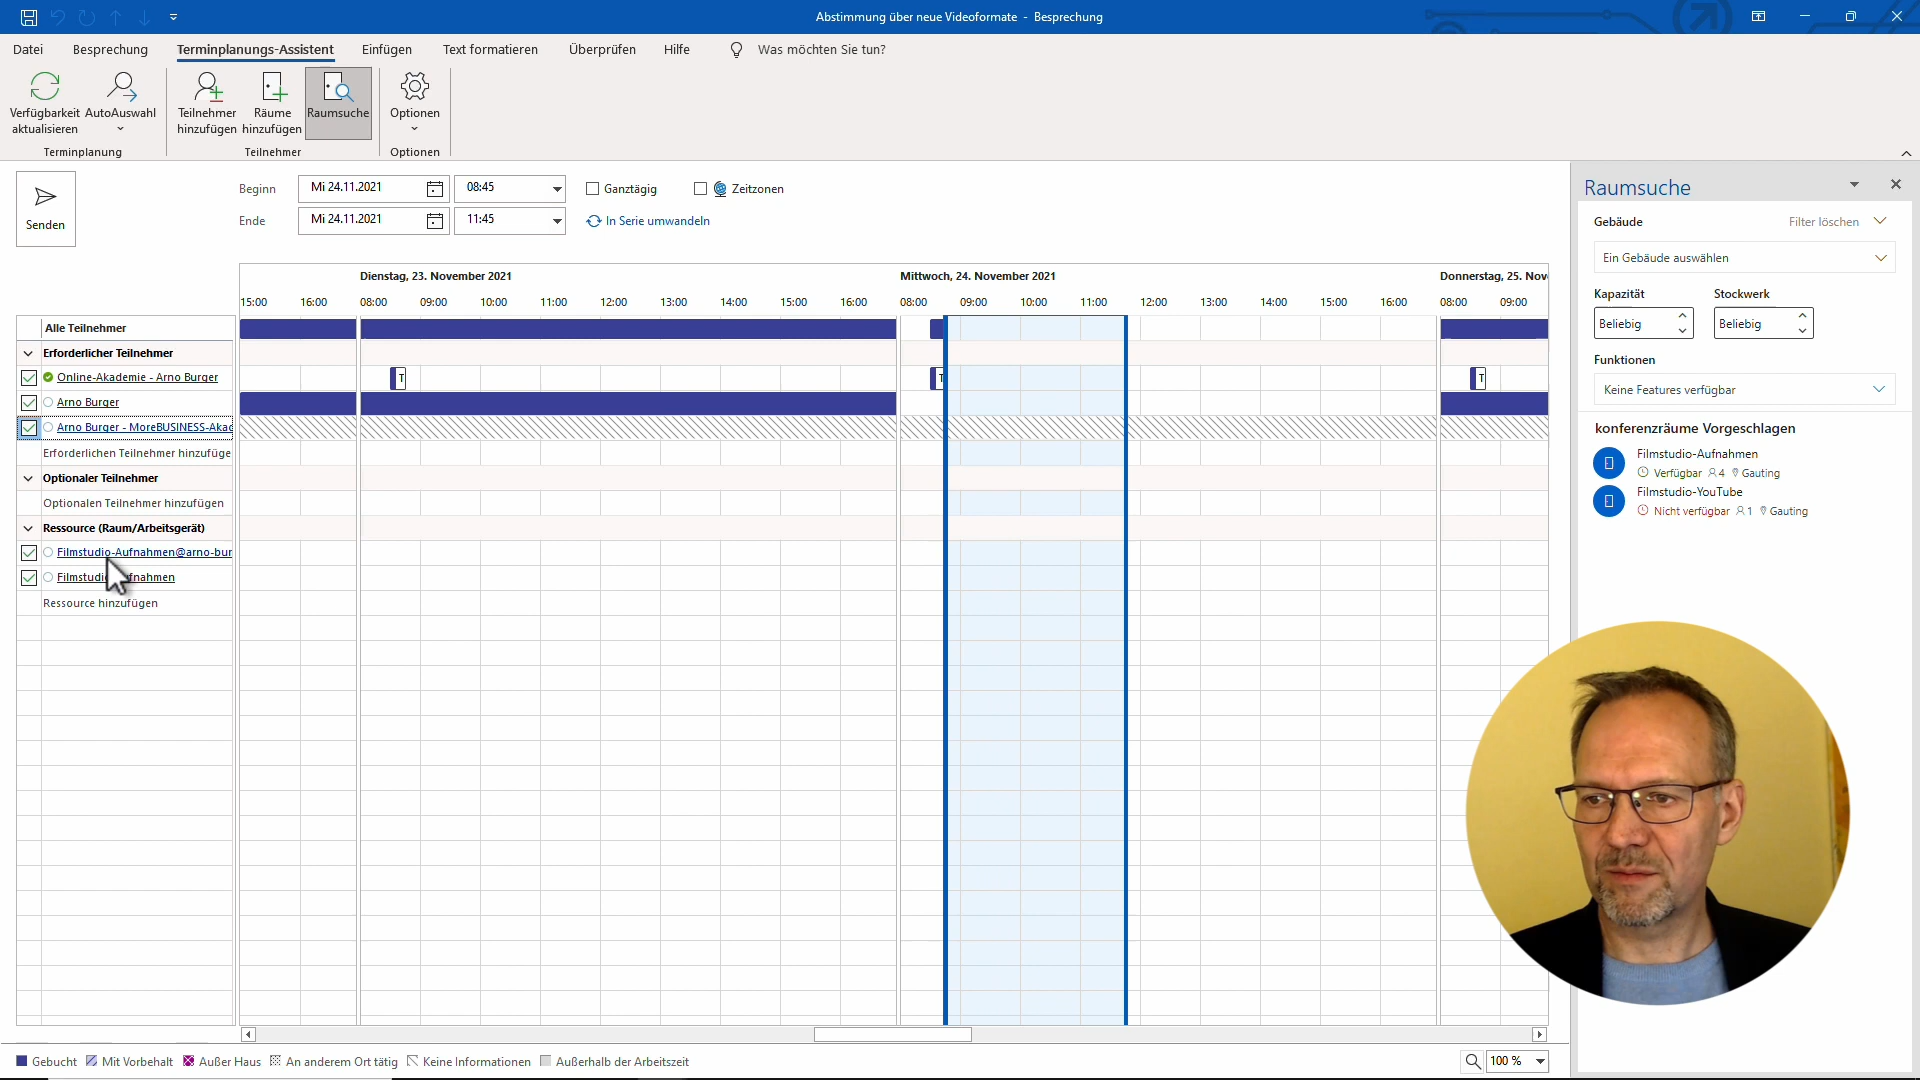 Abstimmung über neue Videoformate - Besprechung
Datei Besprechung Terminplanungs-Assistent Einfügen Text formatieren Überprüfen Hilfe Was möchten Sie tun?
Verfügbarkeit aktualisieren
AutoAuswahl
Teilnehmer hinzufügen
Räume hinzufügen
Raumsuche
Optionen
Terminplanung Teilnehmer Optionen
Senden
Beginn Mi 24.11.2021 08:45 Ganztägig Zeitzonen
Ende Mi 24.11.2021 11:45 In Serie umwandeln
Dienstag, 23. November 2021 Mittwoch, 24. November 2021 Donnerstag, 25. Nov
15:00 16:00 08:00 09:00 10:00 11:00 12:00 13:00 14:00 15:00 16:00 08:00 09:00 10:00 11:00 12:00 13:00 14:00 15:00 16:00 08:00 09:00
Alle Teilnehmer
Erforderlicher Teilnehmer
Online-Akademie - Arno Burger T T T
Arno Burger
Arno Burger - MoreBUSINESS-Akad
Erforderlichen Teilnehmer hinzufüge
Optionaler Teilnehmer
Optionalen Teilnehmer hinzufügen
Ressource (Raum/Arbeitsgerät)
Filmstudio-Aufnahmen@arno-bur
Filmstudi fnahmen
Ressource hinzufügen
Gebucht Mit Vorbehalt Außer Haus An anderem Ort tätig Keine Informationen Außerhalb der Arbeitszeit
100 %
Raumsuche
Gebäude Filter löschen
Ein Gebäude auswählen
Kapazität Stockwerk
Beliebig Beliebig
Funktionen
Keine Features verfügbar
konferenzräume Vorgeschlagen
Filmstudio-Aufnahmen
Verfügbar 4 Gauting
Filmstudio-YouTube
Nicht verfügbar 1 Gauting